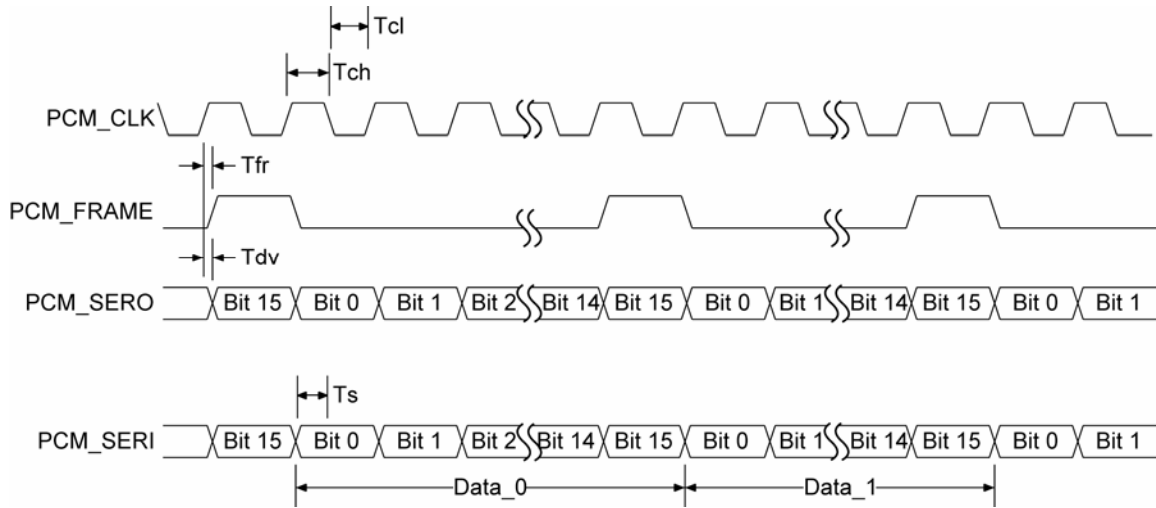 Tcl
Tch
PCM_CLK
Tfr
PCM_FRAME
Tdv
PCM_SERO Bit 15 Bit 0 Bit 1 Bit 2 Bit 14 Bit 15 Bit 0 Bit 1 Bit 14 Bit 15 Bit 0 Bit 1
Ts
PCM_SERI Bit 15 Bit 0 Bit 1 Bit 2 Bit 14 Bit 15 Bit 0 Bit 1 Bit 14 Bit 15 Bit 0 Bit 1
Data_0 Data_1